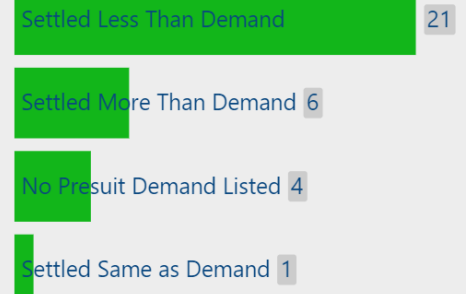 Settled Less Than Demand 21
Settled More Than Demand 6
No Presuit Demand Listed 4
Settled Same as Demand 1